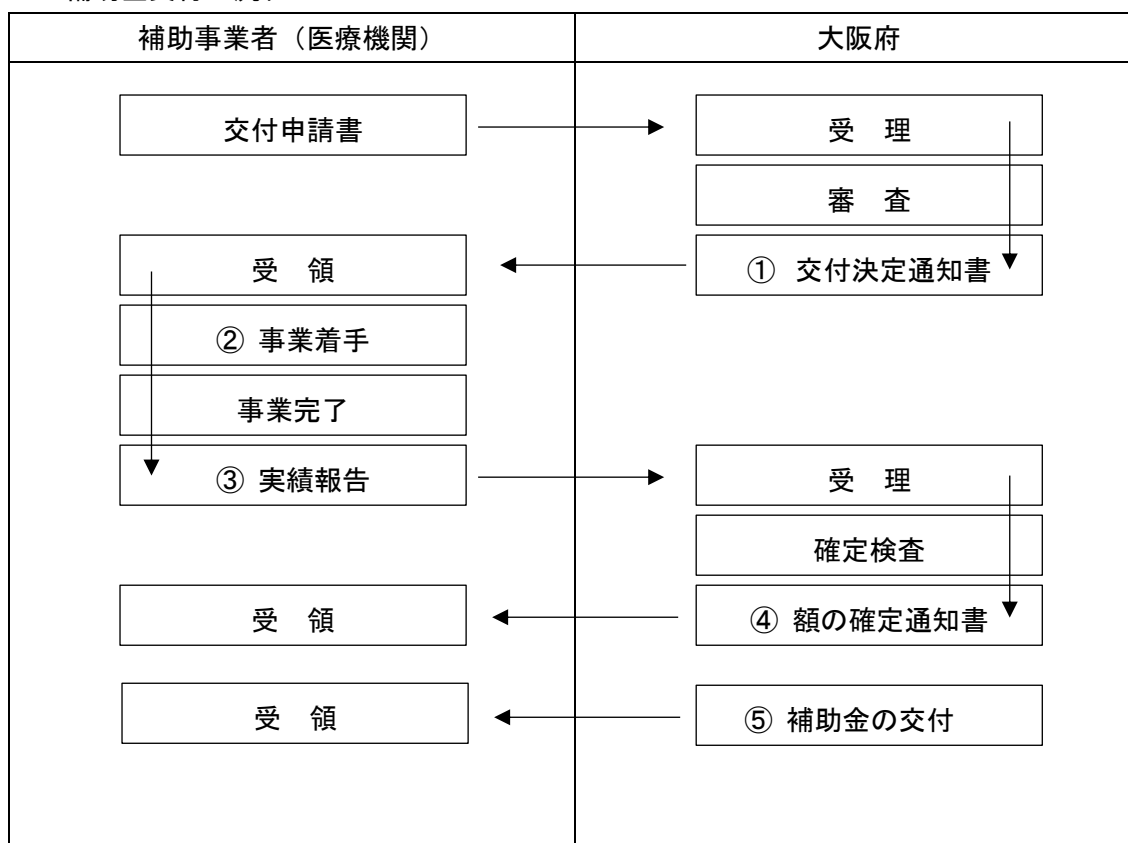 補助事業者（医療機関） 大阪府
交付申請書 受 理
審 査
受 領 ① 交付決定通知書
② 事業着手
事業完了
③ 実績報告 受 理
確定検査
受 領 ④ 額の確定通知書
受 領 ⑤ 補助金の交付